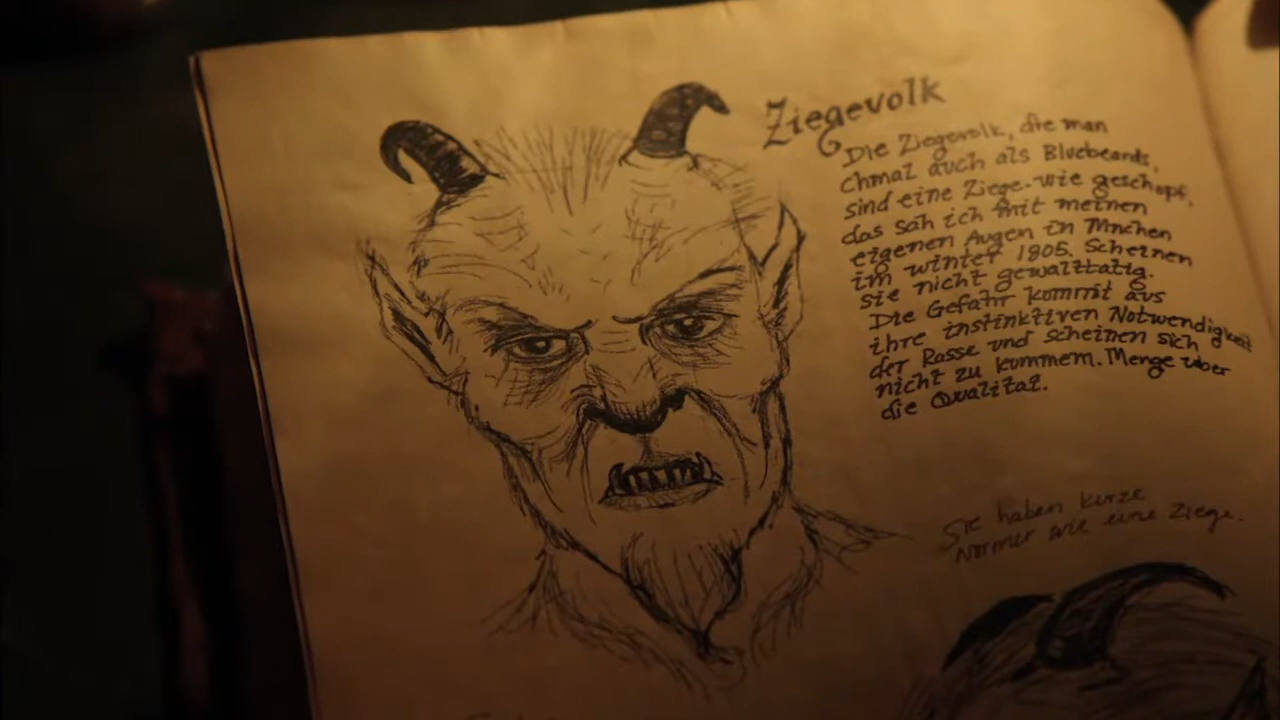 Ziegevolk
Die Ziegevolk, die man
chmal auch als Bluebeards,
sind eine Ziege-wie geschopf,
das sah ich mit meinen
eigenen Augen in Mnchen
im winter 1805. Scheinen
sie nicht gewalttatig.
Die Gefahr kommt aus
ihre instinktiven Notwendigkeit
der Rasse und scheinen sich
nicht zu kummem. Menge uber
die Qualitat.
Sie haben kurze
Normer wie eine Ziege.